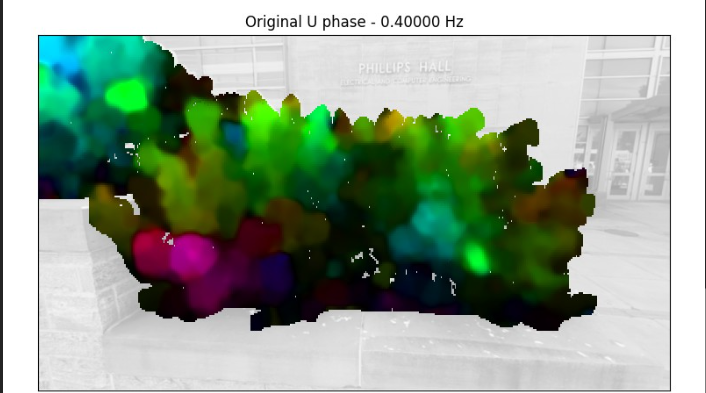 Original U phase - 0.40000 Hz
PHILLIPS HALL